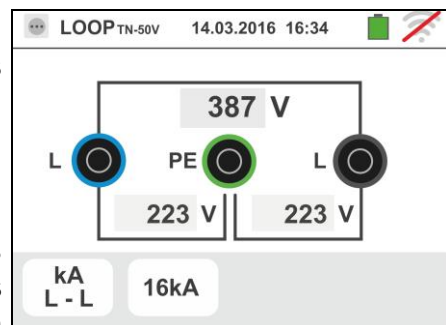 LOOP TN-50V 14.03.2016 16:34
387 V
L PE L
223 V 223 V
kA
L - L
16kA